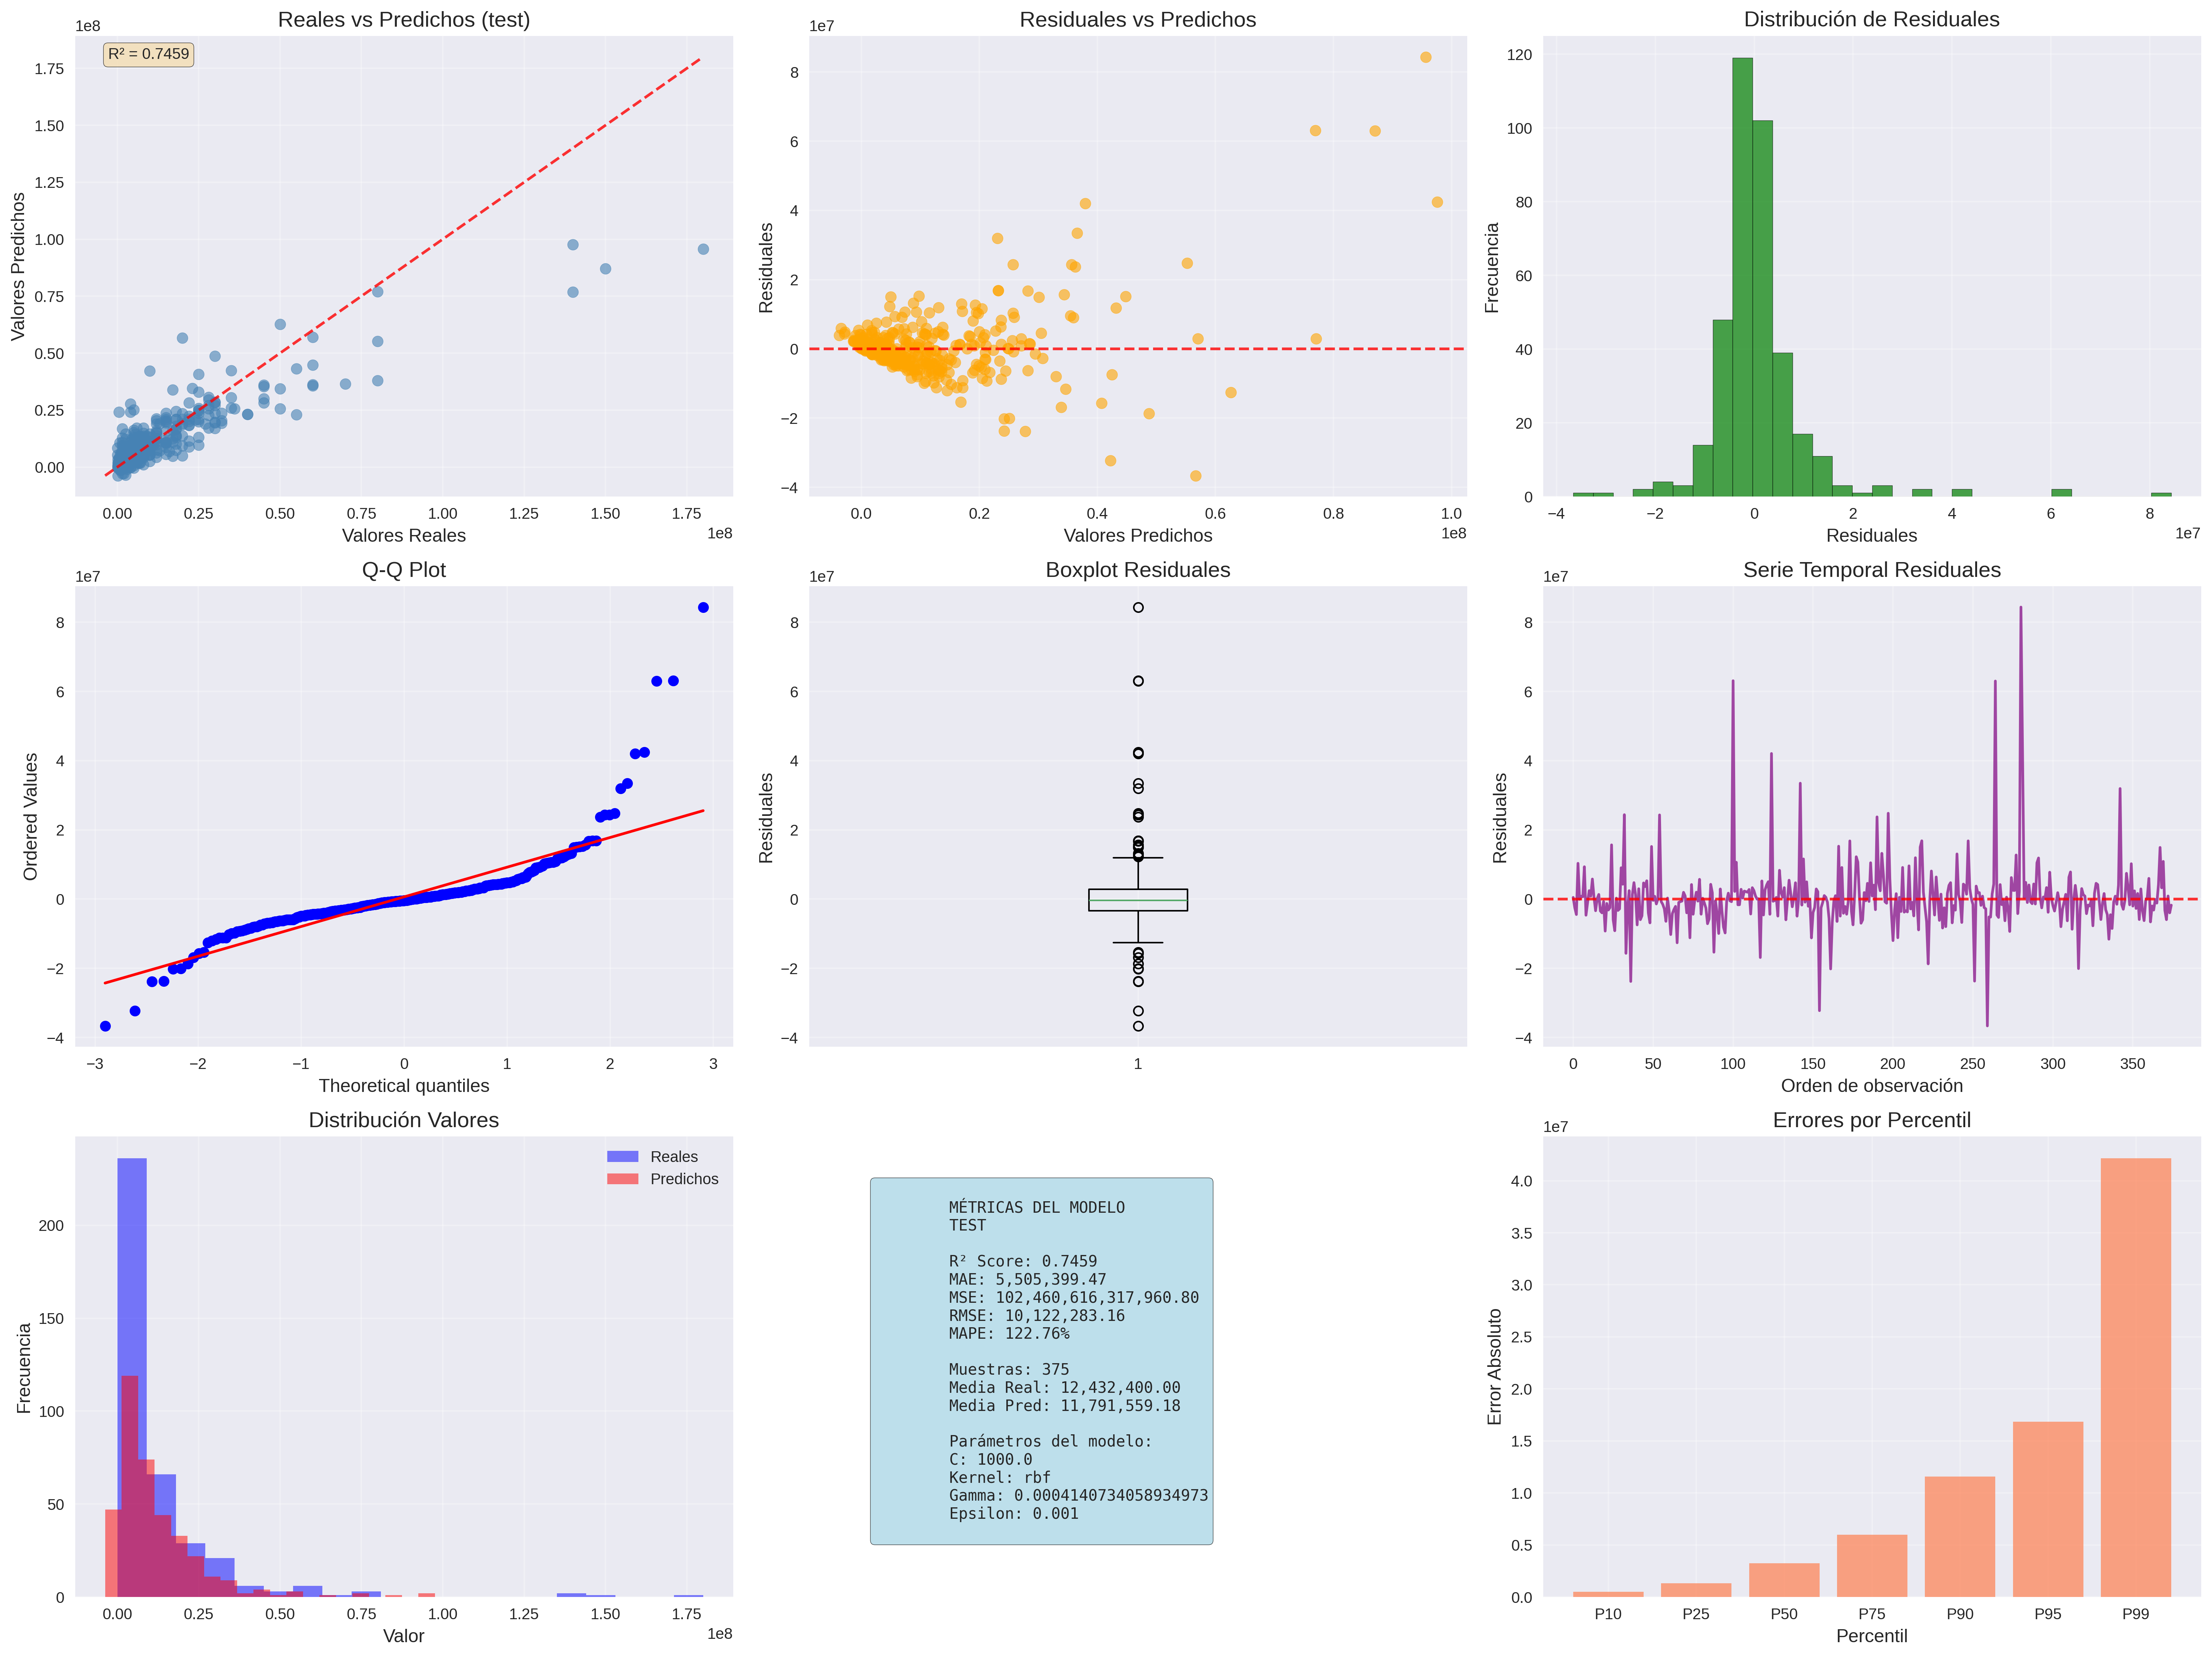 Reales vs Predichos (test)
1e8
R² = 0.7459
1.75
1.50
1.25
1.00
0.75
0.50
0.25
0.00
Valores Predichos
0.00 0.25 0.50 0.75 1.00 1.25 1.50 1.75
1e8
Valores Reales
Residuales vs Predichos
1e7
8
6
4
2
0
−2
−4
Residuales
0.0 0.2 0.4 0.6 0.8 1.0
1e8
Valores Predichos
Distribución de Residuales
120
100
80
60
40
20
0
Frecuencia
−4 −2 0 2 4 6 8
1e7
Residuales
Q-Q Plot
1e7
8
6
4
2
0
−2
−4
Ordered Values
−3 −2 −1 0 1 2 3
Theoretical quantiles
Boxplot Residuales
1e7
8
6
4
2
0
−2
−4
Residuales
1
Serie Temporal Residuales
1e7
8
6
4
2
0
−2
−4
Residuales
0 50 100 150 200 250 300 350
Orden de observación
Distribución Valores
Reales
Predichos
200
150
100
50
0
Frecuencia
0.00 0.25 0.50 0.75 1.00 1.25 1.50 1.75
1e8
Valor
MÉTRICAS DEL MODELO
TEST
R² Score: 0.7459
MAE: 5,505,399.47
MSE: 102,460,616,317,960.80
RMSE: 10,122,283.16
MAPE: 122.76%
Muestras: 375
Media Real: 12,432,400.00
Media Pred: 11,791,559.18
Parámetros del modelo:
C: 1000.0
Kernel: rbf
Gamma: 0.0004140734058934973
Epsilon: 0.001
Errores por Percentil
1e7
4.0
3.5
3.0
2.5
2.0
1.5
1.0
0.5
0.0
Error Absoluto
P10 P25 P50 P75 P90 P95 P99
Percentil